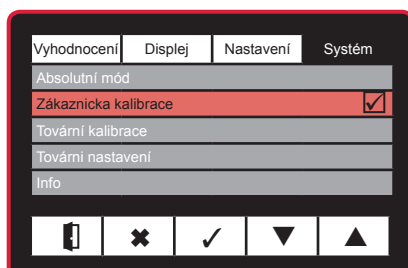 Vyhodnocení Displej Nastavení Systém
Absolutní mód
Zákaznicka kalibrace
Tovární kalibrace
Továrni nastavení
Info